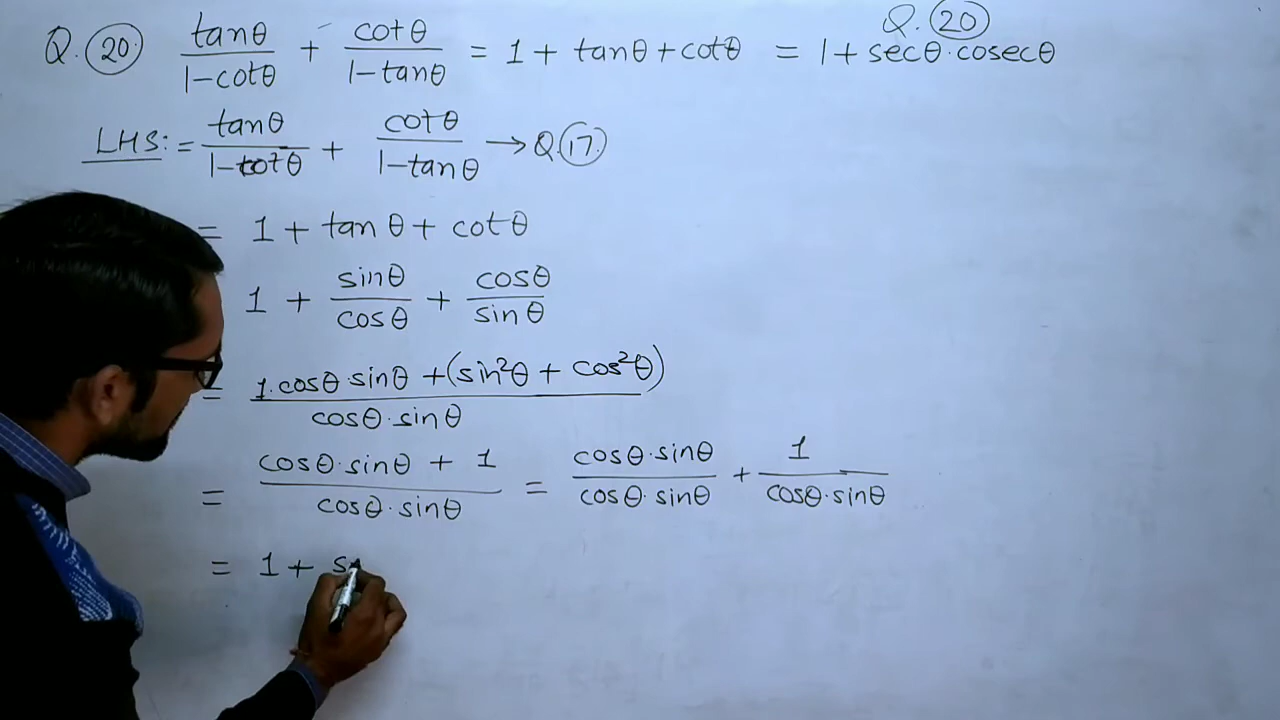 Q. 20
Q. 20. tanθ/1-cotθ + cotθ/1-tanθ = 1 + tanθ + cotθ = 1 + secθ·cosecθ
LHS: = tanθ/1-cotθ + cotθ/1-tanθ → Q. 17.
= 1 + tanθ + cotθ
1 + sinθ/cosθ + cosθ/sinθ
= 1.cosθ·sinθ + (sin²θ + cos²θ)/cosθ·sinθ
= cosθ·sinθ + 1/cosθ·sinθ = cosθ·sinθ/cosθ·sinθ + 1/cosθ·sinθ
= 1 + s